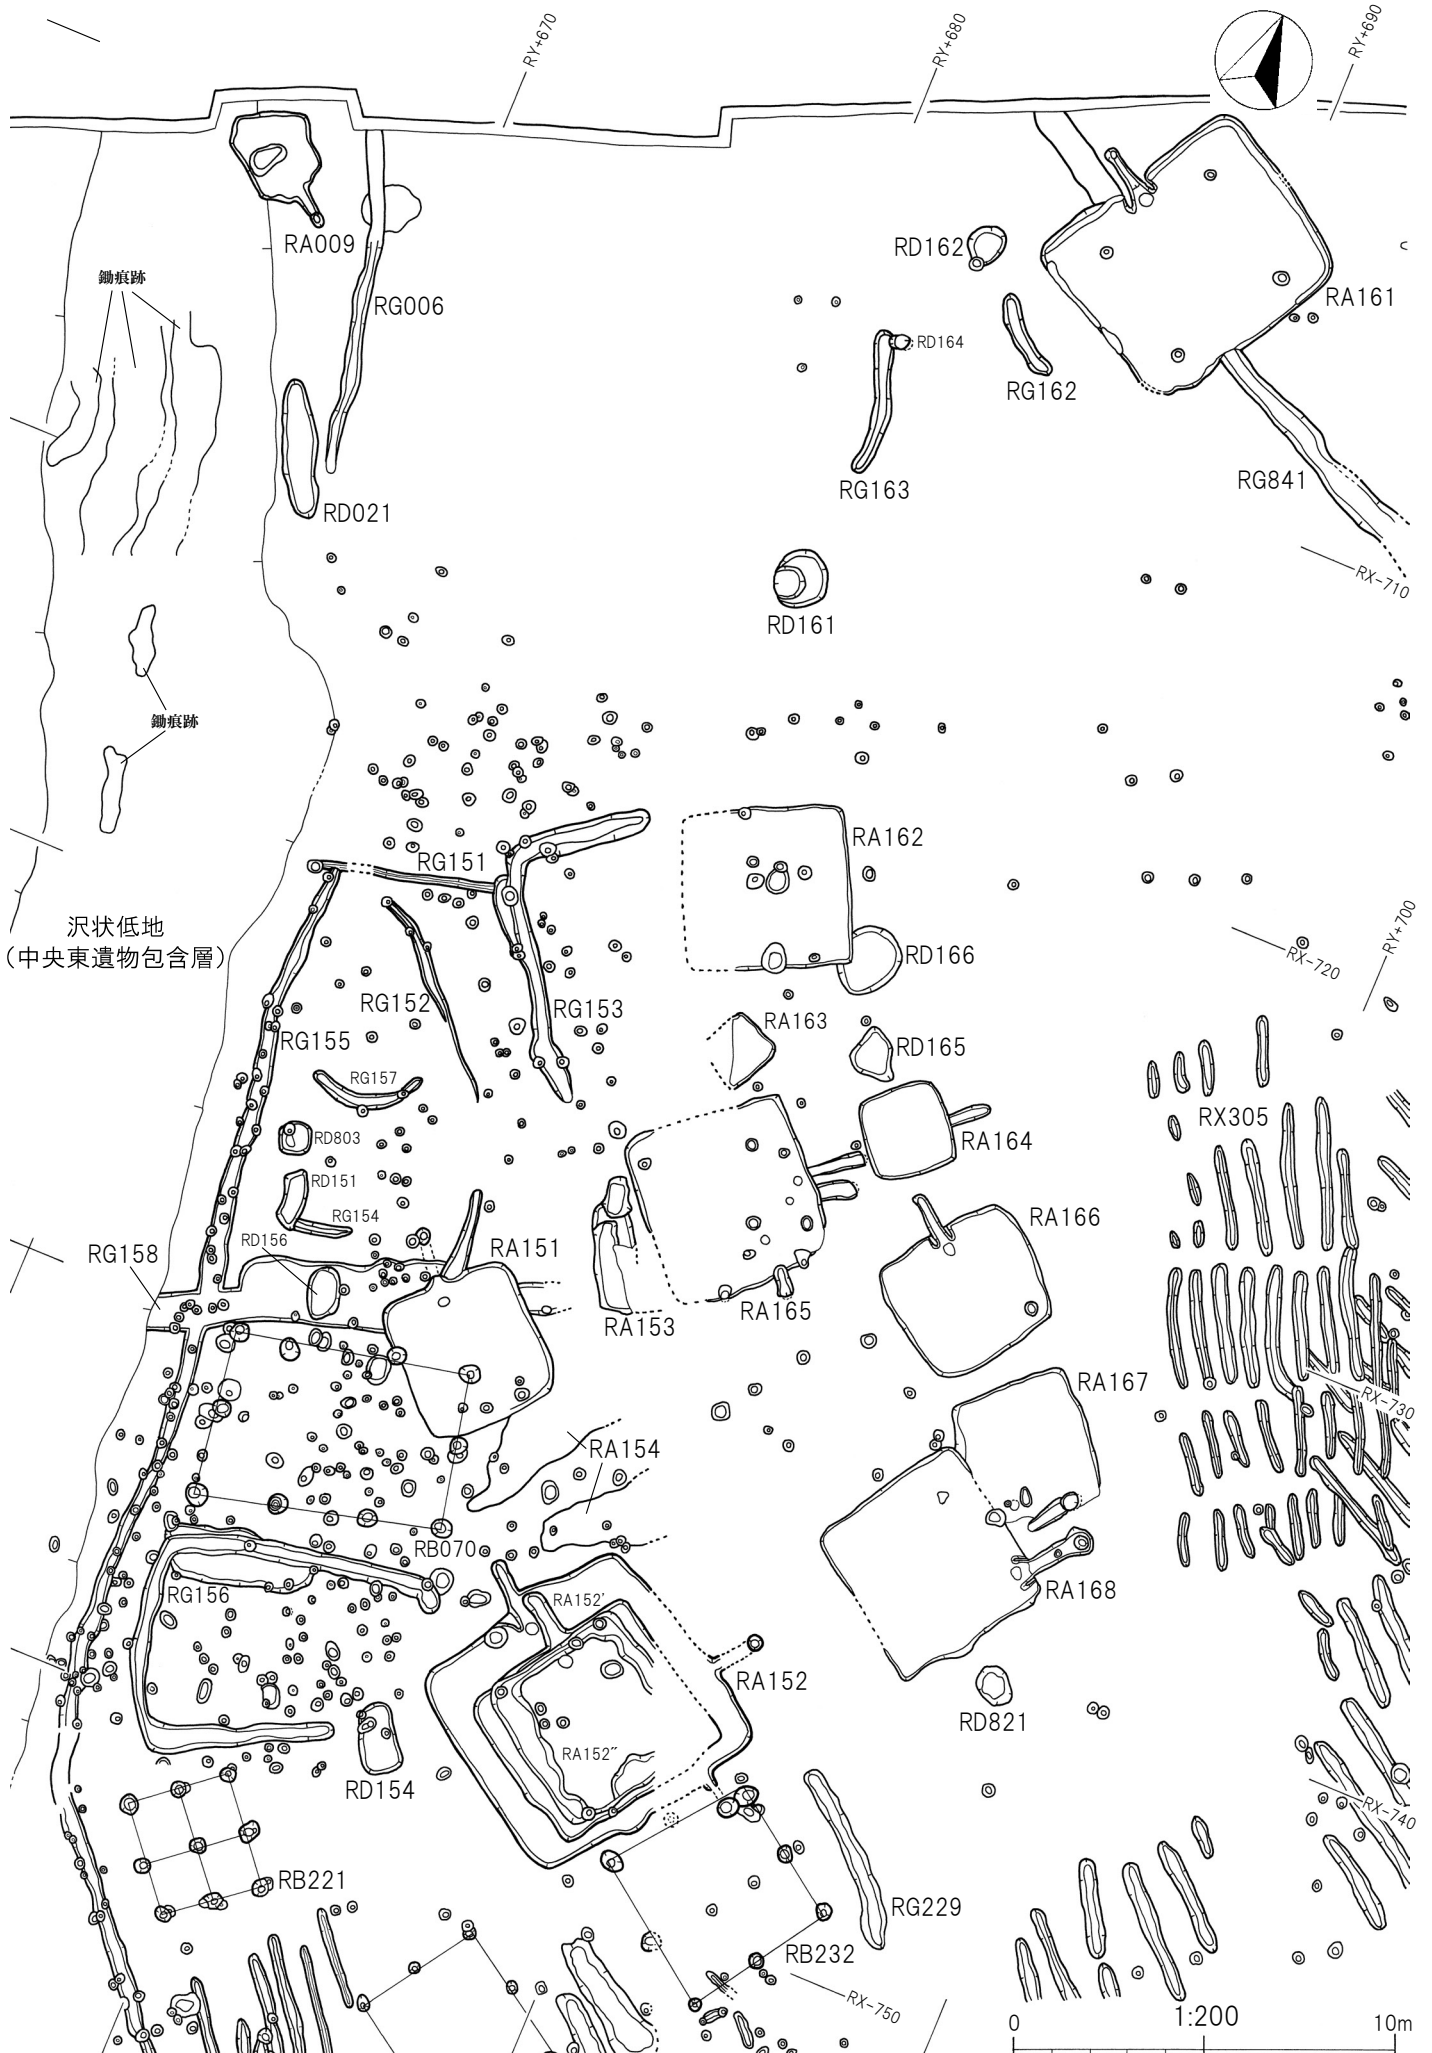 RY+670
RY+680
RY+690
RA009
RD162
鋤痕跡
RA161
RG006
RD164
RG162
RG841
RG163
RD021
RX-710
RD161
鋤痕跡
RA162
RG151
RY+700
沢状低地
(中央東遺物包含層)
RD166
RX-720
RG152
RG153
RA163
RG155
RD165
RG157
RX305
RD803
RA164
RD151
RG154
RA166
RD156
RG158
RA151
RA165
RA153
RA167
RX-730
RA154
RB070
RG156
RA152′
RA168
RA152
RD821
RA152″
RD154
RX-740
RB221
RG229
RB232
RX-750
1:200
0
10m